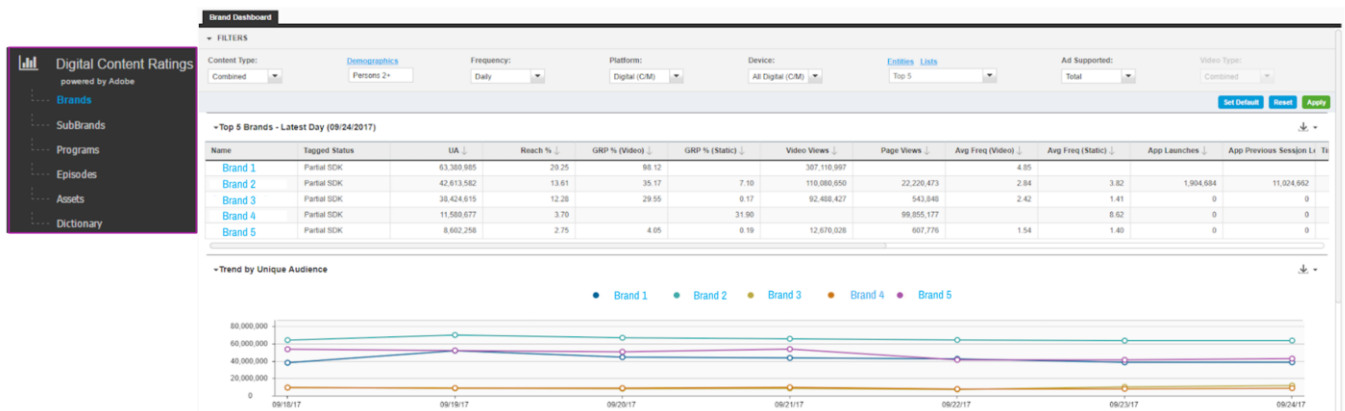 Digital Content Ratings
powered by Adobe
Brands
SubBrands
Programs
Episodes
Assets
Dictionary
Brand Dashboard
FILTERS
Content Type: Demographics Frequency: Platform: Device: Entities Lists Ad Supported: Video Type:
Combined Persons 2+ Daily Digital (C/M) All Digital (C/M) Top 5 Total Combined
Set Default Reset Apply
Top 5 Brands - Latest Day (09/24/2017)
Name Tagged Status UA ↓ Reach % ↓ GRP % (Video) ↓ GRP % (Static) ↓ Video Views ↓ Page Views ↓ Avg Freq (Video) ↓ Avg Freq (Static) ↓ App Launches ↓ App Previous Session Le Ti
Brand 1 Partial SDK 63,380,985 20.25 98.12 307,110,997 4.85
Brand 2 Partial SDK 42,613,582 13.61 35.17 7.10 110,080,650 22,220,473 2.84 3.82 1,904,684 11,024,662
Brand 3 Partial SDK 38,424,615 12.28 29.55 0.17 92,488,427 543,848 2.42 1.41 0 0
Brand 4 Partial SDK 11,580,677 3.70 31.90 99,855,177 8.62 0 0
Brand 5 Partial SDK 8,602,258 2.75 4.05 0.19 12,670,026 607,776 1.54 1.40 0 0
Trend by Unique Audience
Brand 1 Brand 2 Brand 3 Brand 4 Brand 5
80,000,000
60,000,000
40,000,000
20,000,000
0
09/18/17 09/19/17 09/20/17 09/21/17 09/22/17 09/23/17 09/24/17